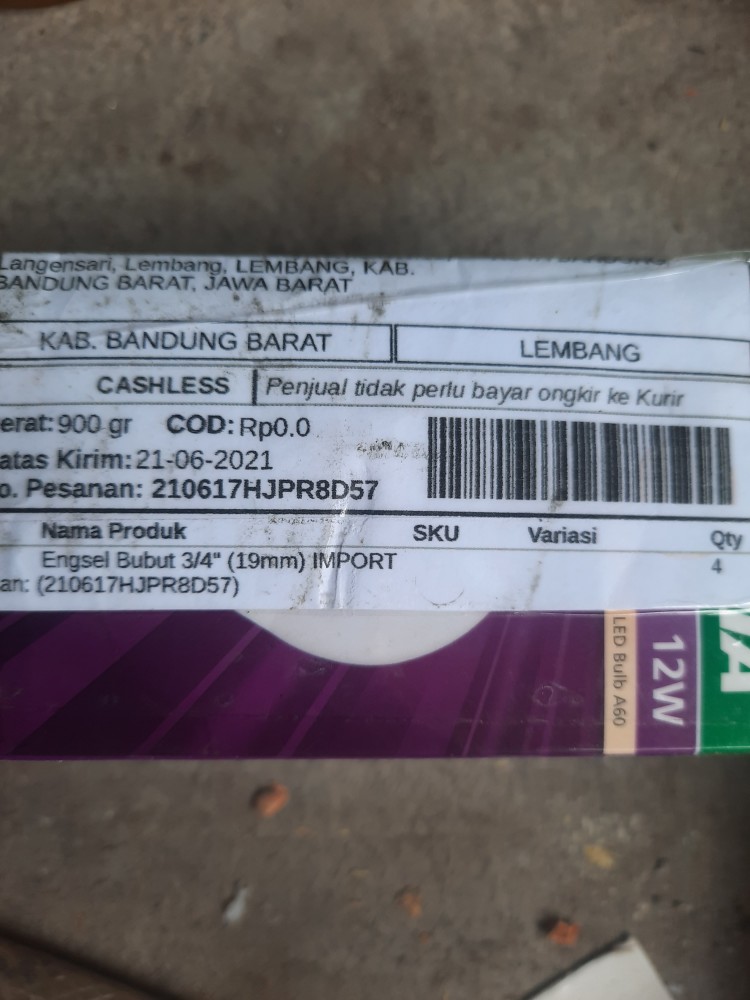 Langensari, Lembang, LEMBANG, KAB.
BANDUNG BARAT, JAWA BARAT
KAB. BANDUNG BARAT
LEMBANG
CASHLESS
Penjual tidak perlu bayar ongkir ke Kurir
erat: 900 gr COD: Rp0.0
atas Kirim: 21-06-2021
o. Pesanan: 210617HJPR8D57
Nama Produk SKU Variasi Qty
Engsel Bubut 3/4" (19mm) IMPORT 4
an: (210617HJPR8D57)
LED Bulb A60
12W